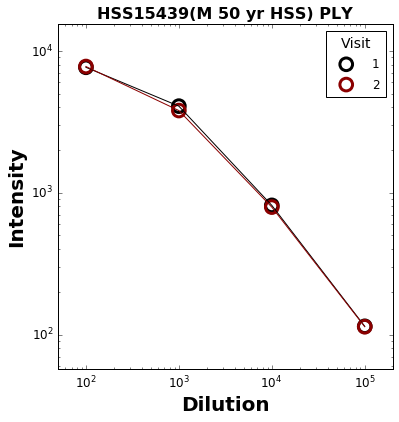 HSS15439(M 50 yr HSS) PLY
Visit
1
2
10⁴
10³
10²
Intensity
10² 10³ 10⁴ 10⁵
Dilution